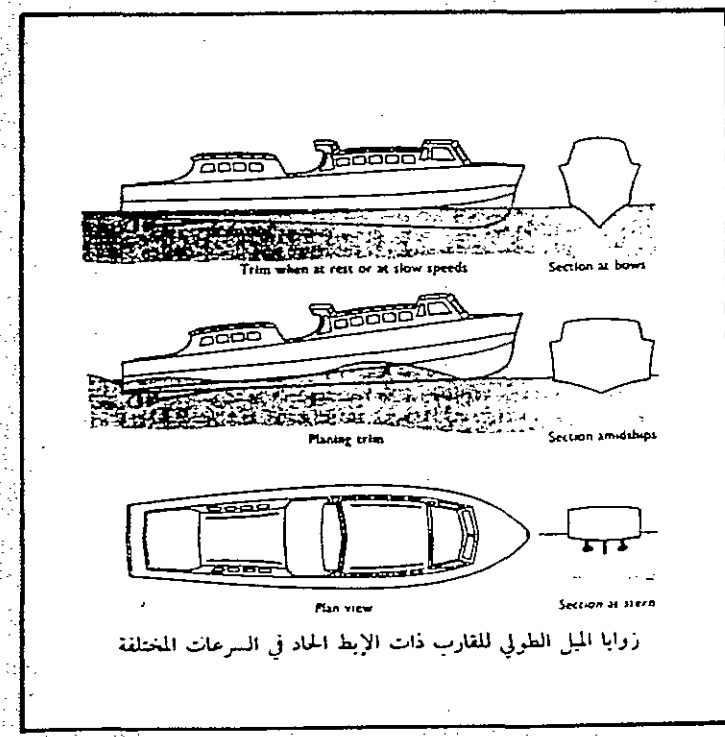 Trim when at rest or at slow speeds
Section at bows
Planing trim
Section amidships
Plan view
Section at stern
زوايا الميل الطولي للقارب ذات الإبط الحاد في السرعات المختلفة